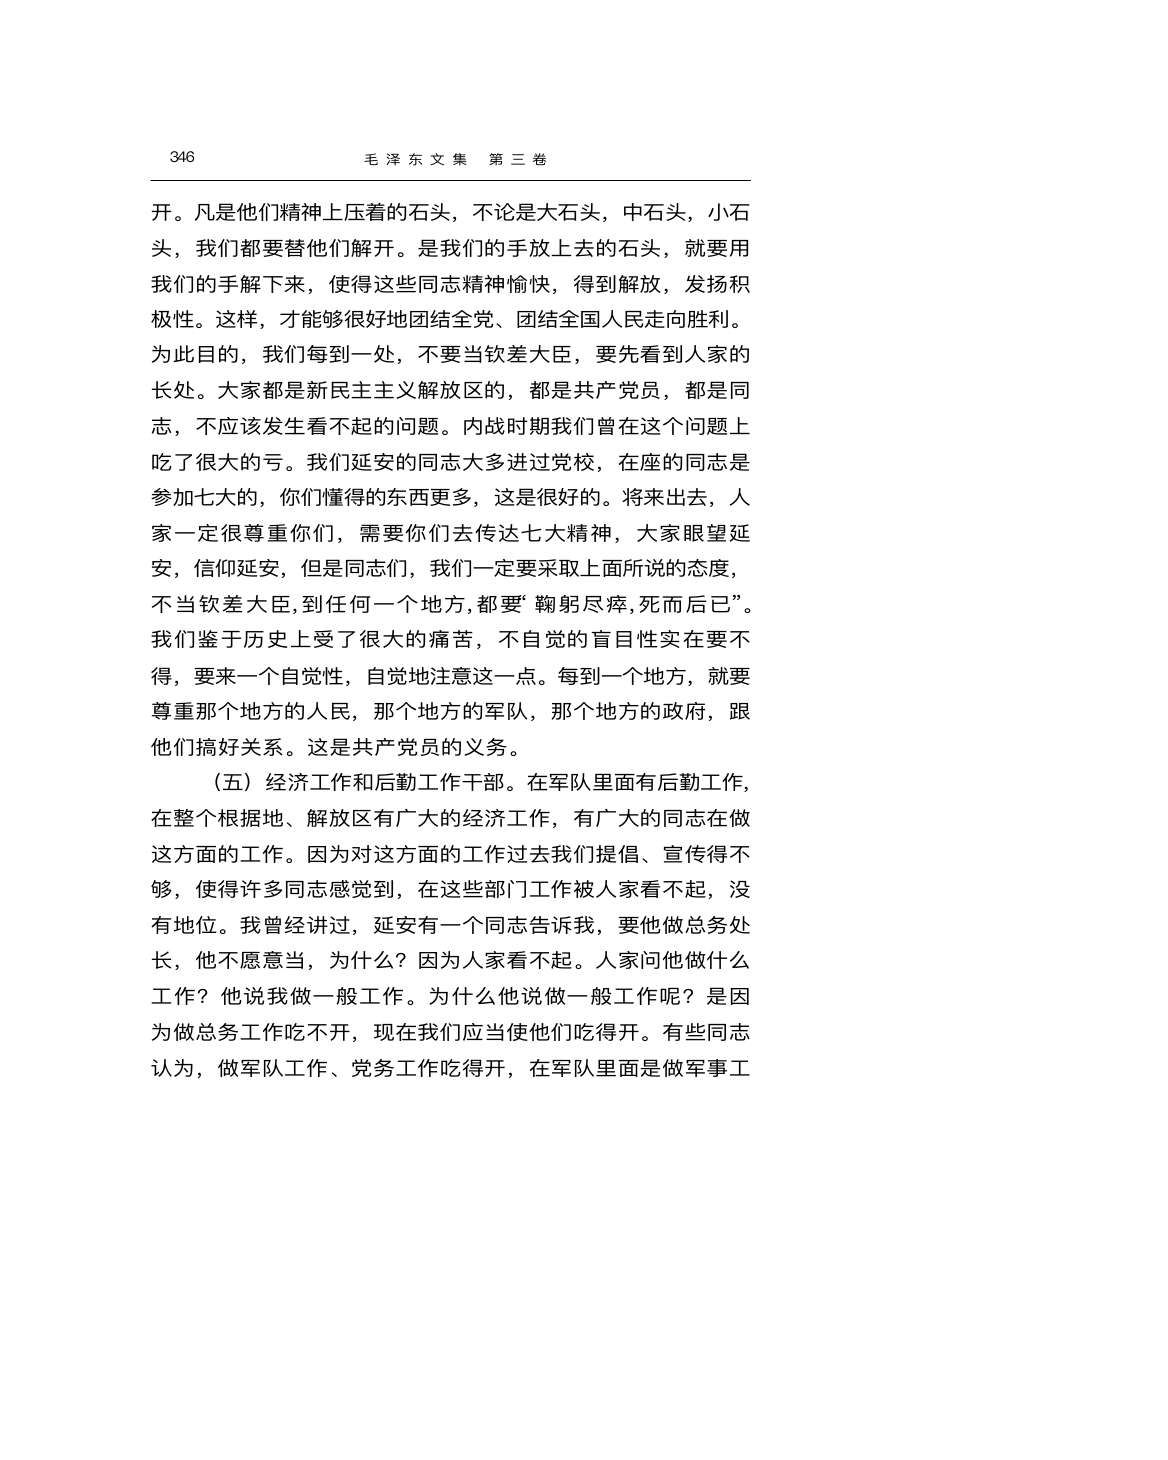 346
毛泽东文集 第三卷
开。凡是他们精神上压着的石头，不论是大石头，中石头，小石
头，我们都要替他们解开。是我们的手放上去的石头，就要用
我们的手解下来，使得这些同志精神愉快，得到解放，发扬积
极性。这样，才能够很好地团结全党、团结全国人民走向胜利。
为此目的，我们每到一处，不要当钦差大臣，要先看到人家的
长处。大家都是新民主主义解放区的，都是共产党员，都是同
志，不应该发生看不起的问题。内战时期我们曾在这个问题上
吃了很大的亏。我们延安的同志大多进过党校，在座的同志是
参加七大的，你们懂得的东西更多，这是很好的。将来出去，人
家一定很尊重你们，需要你们去传达七大精神，大家眼望延
安，信仰延安，但是同志们，我们一定要采取上面所说的态度，
不当钦差大臣,到任何一个地方,都要“鞠躬尽瘁,死而后已”。
我们鉴于历史上受了很大的痛苦，不自觉的盲目性实在要不
得，要来一个自觉性，自觉地注意这一点。每到一个地方，就要
尊重那个地方的人民，那个地方的军队，那个地方的政府，跟
他们搞好关系。这是共产党员的义务。
（五）经济工作和后勤工作干部。在军队里面有后勤工作,
在整个根据地、解放区有广大的经济工作，有广大的同志在做
这方面的工作。因为对这方面的工作过去我们提倡、宣传得不
够，使得许多同志感觉到，在这些部门工作被人家看不起，没
有地位。我曾经讲过，延安有一个同志告诉我，要他做总务处
长，他不愿意当，为什么？因为人家看不起。人家问他做什么
工作？他说我做一般工作。为什么他说做一般工作呢？是因
为做总务工作吃不开，现在我们应当使他们吃得开。有些同志
认为，做军队工作、党务工作吃得开，在军队里面是做军事工